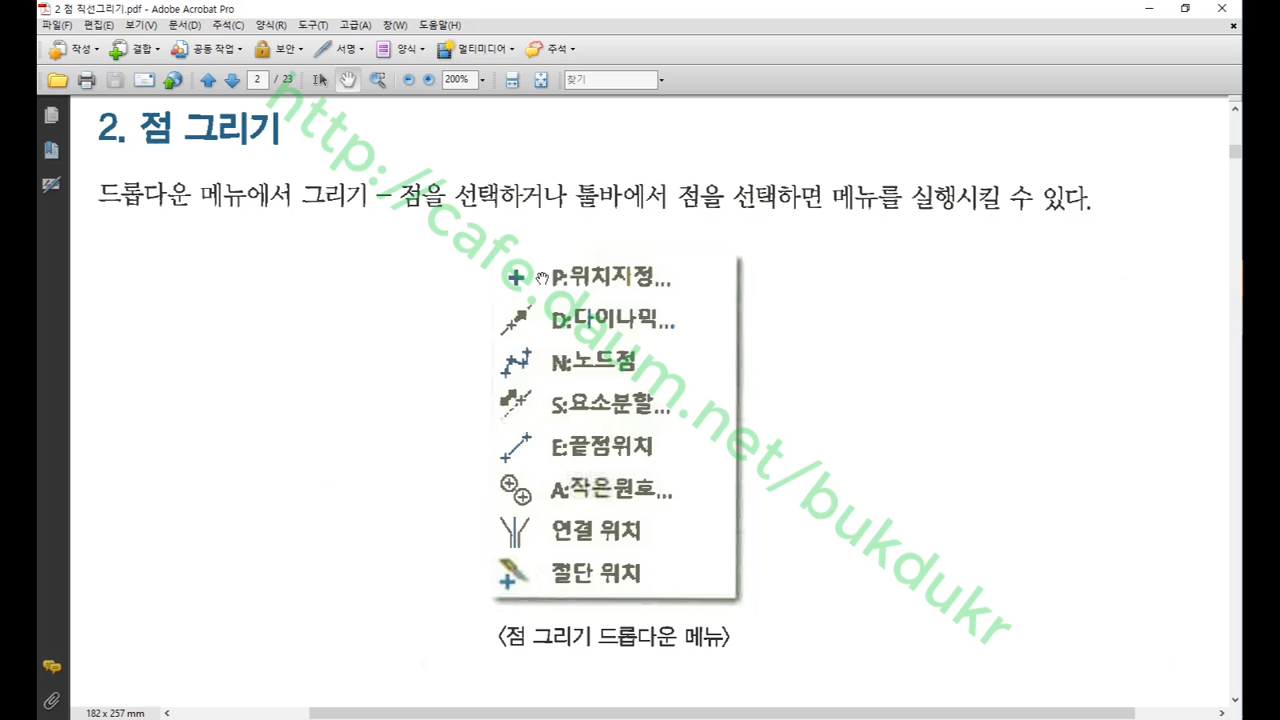 2 점 직선그리기.pdf - Adobe Acrobat Pro
파일(F) 편집(E) 보기(V) 문서(D) 주석(C) 양식(R) 도구(T) 고급(A) 창(W) 도움말(H)
작성 결합 공동 작업 보안 서명 양식 멀티미디어 주석
2 / 23 200% 찾기
2. 점 그리기
드롭다운 메뉴에서 그리기 – 점을 선택하거나 툴바에서 점을 선택하면 메뉴를 실행시킬 수 있다.
P:위치지정...
D:다이나믹...
N:노드점
S:요소분할...
E:끝점위치
A:작은원호...
연결 위치
절단 위치
〈점 그리기 드롭다운 메뉴〉
http://cafe.daum.net/bukdukr
182 x 257 mm